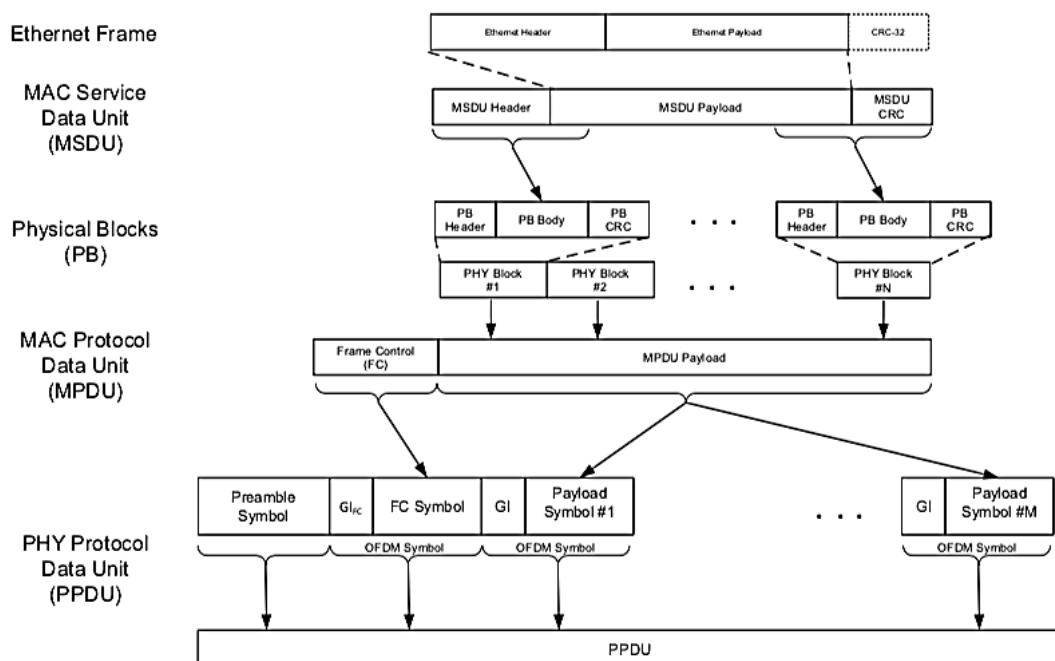 Ethernet Frame
Ethernet Header
Ethernet Payload
CRC-32
MAC Service
Data Unit
(MSDU)
MSDU Header
MSDU Payload
MSDU
CRC
Physical Blocks
(PB)
PB
Header
PB Body
PB
CRC
. . .
PB
Header
PB Body
PB
CRC
PHY Block
#1
PHY Block
#2
. . .
PHY Block
#N
MAC Protocol
Data Unit
(MPDU)
Frame Control
(FC)
MPDU Payload
PHY Protocol
Data Unit
(PPDU)
Preamble
Symbol
GIFC
FC Symbol
GI
Payload
Symbol #1
. . .
GI
Payload
Symbol #M
OFDM Symbol
OFDM Symbol
OFDM Symbol
PPDU